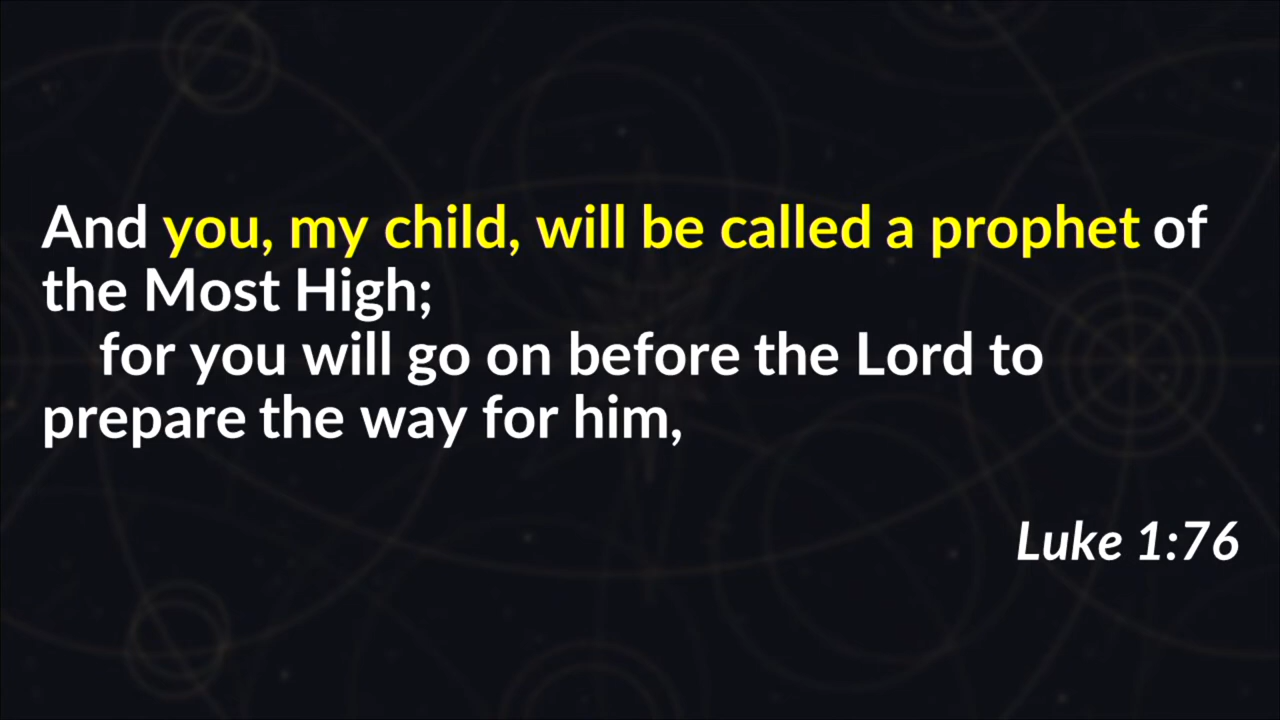 And you, my child, will be called a prophet of
the Most High;
for you will go on before the Lord to
prepare the way for him,
Luke 1:76